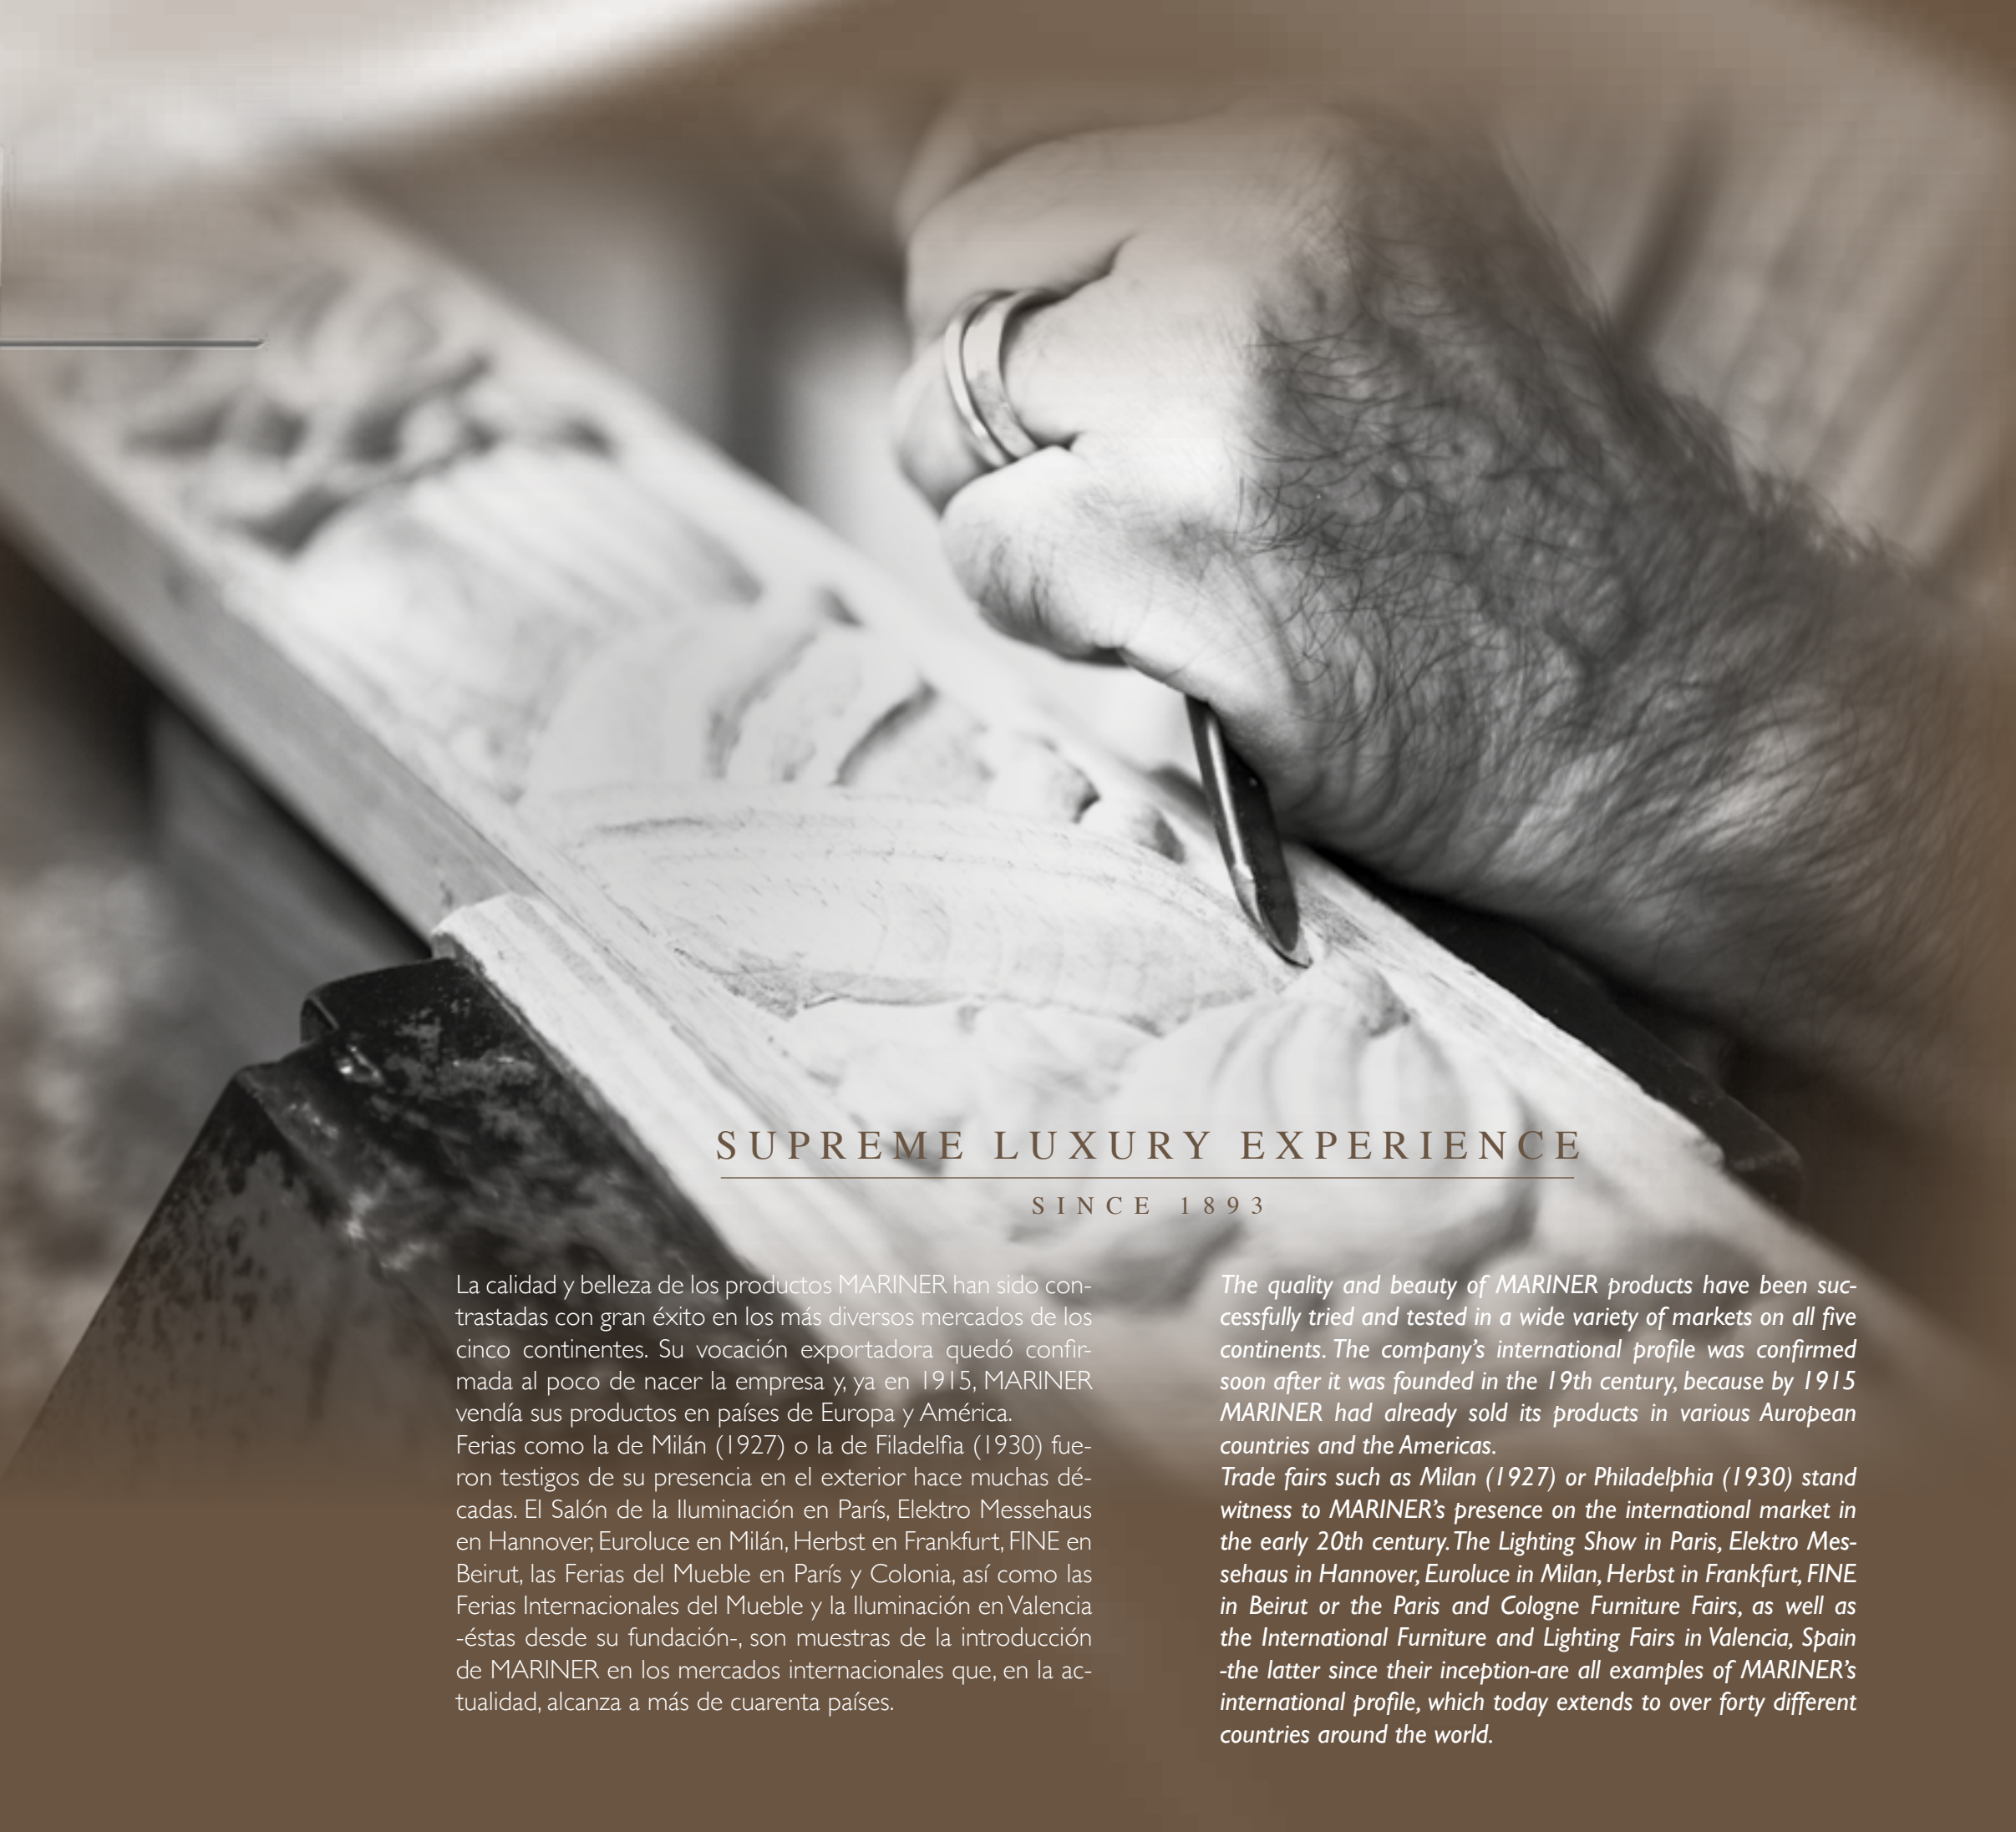 SUPREME LUXURY EXPERIENCE
SINCE 1893
La calidad y belleza de los productos MARINER han sido con-
trastadas con gran éxito en los más diversos mercados de los
cinco continentes. Su vocación exportadora quedó confir-
mada al poco de nacer la empresa y, ya en 1915, MARINER
vendía sus productos en países de Europa y América.
Ferias como la de Milán (1927) o la de Filadelfia (1930) fue-
ron testigos de su presencia en el exterior hace muchas dé-
cadas. El Salón de la Iluminación en París, Elektro Messehaus
en Hannover, Euroluce en Milán, Herbst en Frankfurt, FINE en
Beirut, las Ferias del Mueble en París y Colonia, así como las
Ferias Internacionales del Mueble y la Iluminación en Valencia
-éstas desde su fundación-, son muestras de la introducción
de MARINER en los mercados internacionales que, en la ac-
tualidad, alcanza a más de cuarenta países.
The quality and beauty of MARINER products have been suc-
cessfully tried and tested in a wide variety of markets on all five
continents. The company's international profile was confirmed
soon after it was founded in the 19th century, because by 1915
MARINER had already sold its products in various Auropean
countries and the Americas.
Trade fairs such as Milan (1927) or Philadelphia (1930) stand
witness to MARINER's presence on the international market in
the early 20th century. The Lighting Show in Paris, Elektro Mes-
sehaus in Hannover, Euroluce in Milan, Herbst in Frankfurt, FINE
in Beirut or the Paris and Cologne Furniture Fairs, as well as
the International Furniture and Lighting Fairs in Valencia, Spain
-the latter since their inception-are all examples of MARINER's
international profile, which today extends to over forty different
countries around the world.